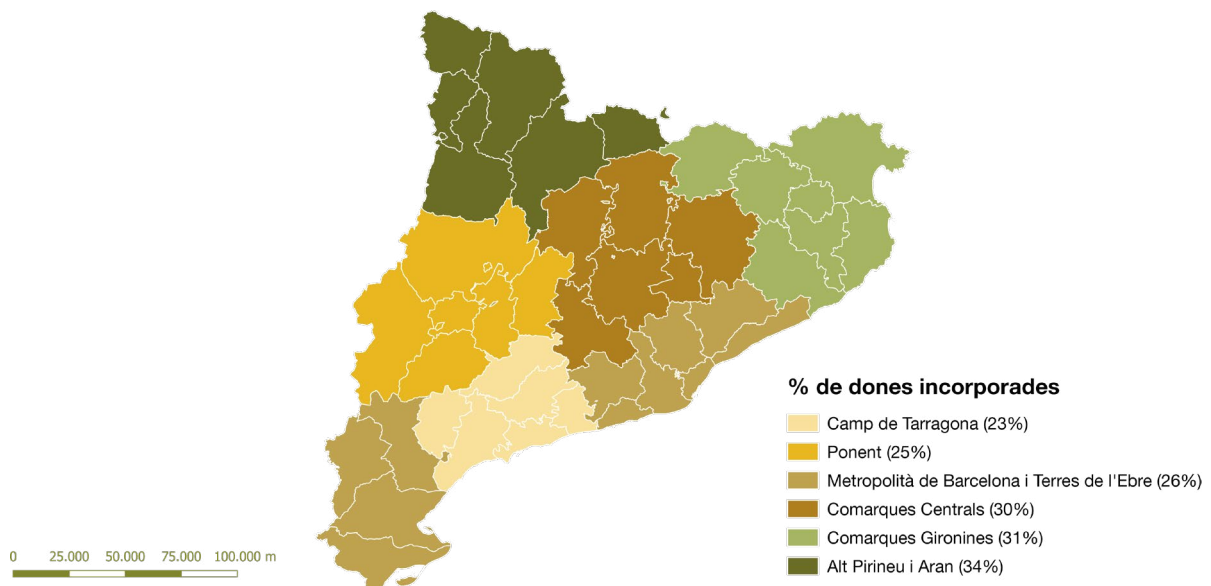 % de dones incorporades
Camp de Tarragona (23%)
Ponent (25%)
Metropolità de Barcelona i Terres de l'Ebre (26%)
Comarques Centrals (30%)
Comarques Gironines (31%)
Alt Pirineu i Aran (34%)
0 25.000 50.000 75.000 100.000 m